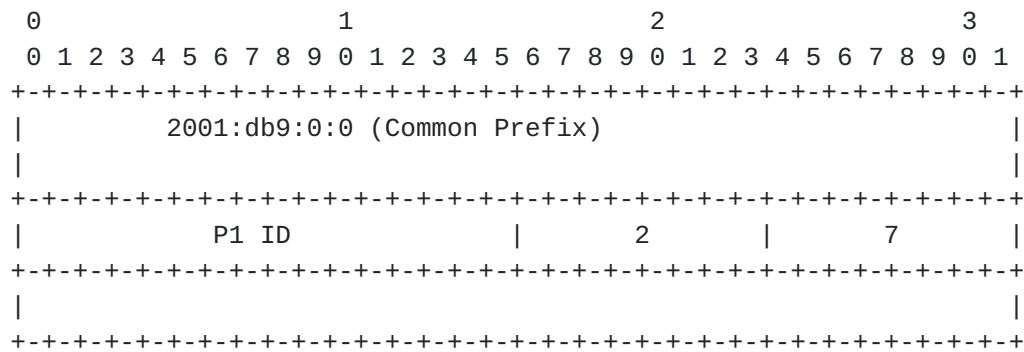 0                   1                   2                   3
 0 1 2 3 4 5 6 7 8 9 0 1 2 3 4 5 6 7 8 9 0 1 2 3 4 5 6 7 8 9 0 1
+-+-+-+-+-+-+-+-+-+-+-+-+-+-+-+-+-+-+-+-+-+-+-+-+-+-+-+-+-+-+-+-+
|         2001:db9:0:0 (Common Prefix)                          |
|                                                               |
+-+-+-+-+-+-+-+-+-+-+-+-+-+-+-+-+-+-+-+-+-+-+-+-+-+-+-+-+-+-+-+-+
|            P1 ID              |       2       |       7       |
+-+-+-+-+-+-+-+-+-+-+-+-+-+-+-+-+-+-+-+-+-+-+-+-+-+-+-+-+-+-+-+-+
|                                                               |
+-+-+-+-+-+-+-+-+-+-+-+-+-+-+-+-+-+-+-+-+-+-+-+-+-+-+-+-+-+-+-+-+